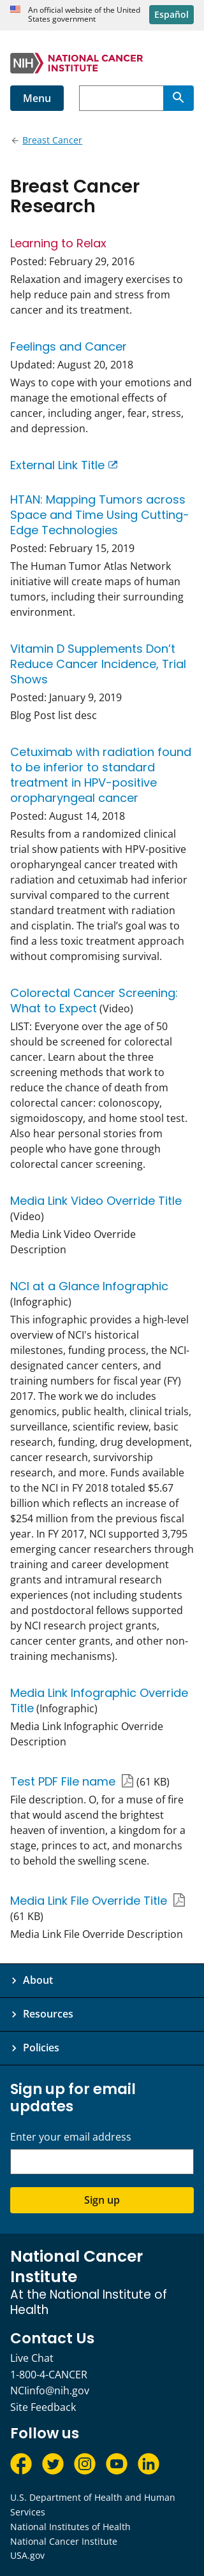 An official website of the United
States government
Español
NIH NATIONAL CANCER
INSTITUTE
Menu
← Breast Cancer
Breast Cancer
Research
Learning to Relax
Posted: February 29, 2016
Relaxation and imagery exercises to
help reduce pain and stress from
cancer and its treatment.
Feelings and Cancer
Updated: August 20, 2018
Ways to cope with your emotions and
manage the emotional effects of
cancer, including anger, fear, stress,
and depression.
External Link Title
HTAN: Mapping Tumors across
Space and Time Using Cutting-
Edge Technologies
Posted: February 15, 2019
The Human Tumor Atlas Network
initiative will create maps of human
tumors, including their surrounding
environment.
Vitamin D Supplements Don’t
Reduce Cancer Incidence, Trial
Shows
Posted: January 9, 2019
Blog Post list desc
Cetuximab with radiation found
to be inferior to standard
treatment in HPV-positive
oropharyngeal cancer
Posted: August 14, 2018
Results from a randomized clinical
trial show patients with HPV-positive
oropharyngeal cancer treated with
radiation and cetuximab had inferior
survival compared to the current
standard treatment with radiation
and cisplatin. The trial’s goal was to
find a less toxic treatment approach
without compromising survival.
Colorectal Cancer Screening:
What to Expect (Video)
LIST: Everyone over the age of 50
should be screened for colorectal
cancer. Learn about the three
screening methods that work to
reduce the chance of death from
colorectal cancer: colonoscopy,
sigmoidoscopy, and home stool test.
Also hear personal stories from
people who have gone through
colorectal cancer screening.
Media Link Video Override Title
(Video)
Media Link Video Override
Description
NCI at a Glance Infographic
(Infographic)
This infographic provides a high-level
overview of NCI's historical
milestones, funding process, the NCI-
designated cancer centers, and
training numbers for fiscal year (FY)
2017. The work we do includes
genomics, public health, clinical trials,
surveillance, scientific review, basic
research, funding, drug development,
cancer research, survivorship
research, and more. Funds available
to the NCI in FY 2018 totaled $5.67
billion which reflects an increase of
$254 million from the previous fiscal
year. In FY 2017, NCI supported 3,795
emerging cancer researchers through
training and career development
grants and intramural research
experiences (not including students
and postdoctoral fellows supported
by NCI research project grants,
cancer center grants, and other non-
training mechanisms).
Media Link Infographic Override
Title (Infographic)
Media Link Infographic Override
Description
Test PDF File name (61 KB)
File description. O, for a muse of fire
that would ascend the brightest
heaven of invention, a kingdom for a
stage, princes to act, and monarchs
to behold the swelling scene.
Media Link File Override Title
(61 KB)
Media Link File Override Description
About
Resources
Policies
Sign up for email
updates
Enter your email address
Sign up
National Cancer
Institute
At the National Institute of
Health
Contact Us
Live Chat
1-800-4-CANCER
NCIinfo@nih.gov
Site Feedback
Follow us
U.S. Department of Health and Human
Services
National Institutes of Health
National Cancer Institute
USA.gov